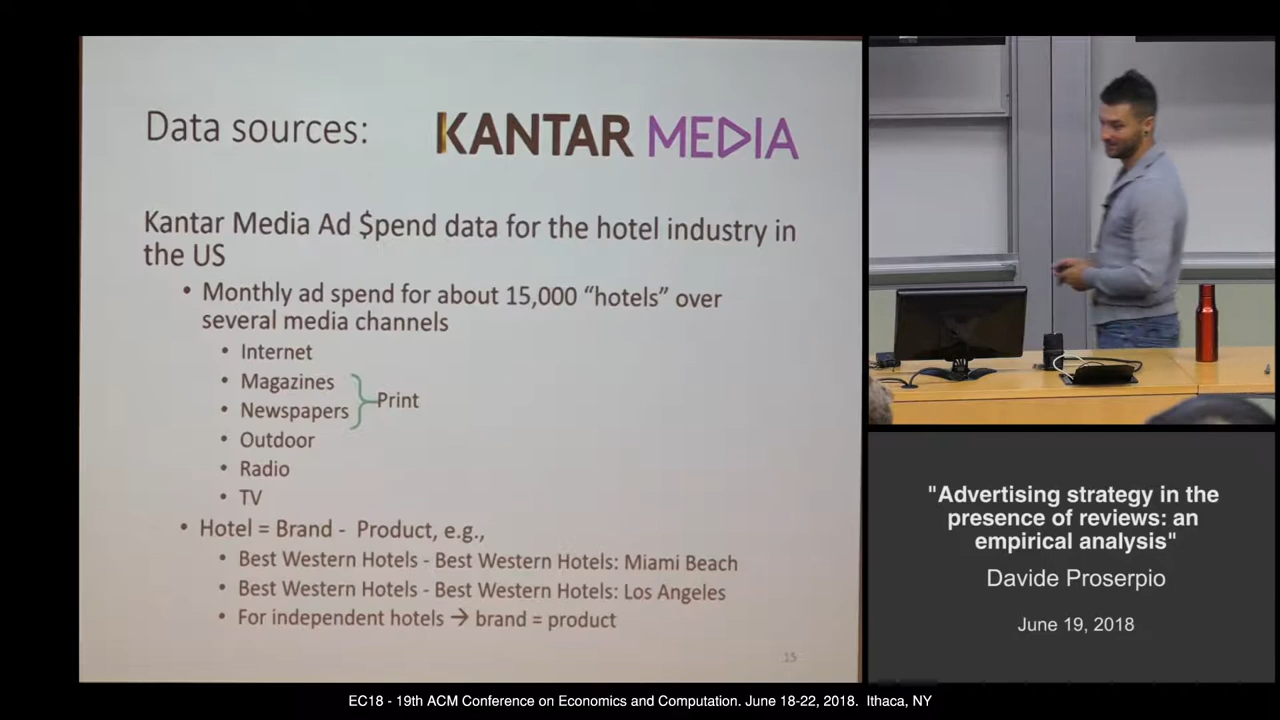 Data sources:
KANTAR MEDIA
Kantar Media Ad $pend data for the hotel industry in
the US
• Monthly ad spend for about 15,000 “hotels” over
several media channels
• Internet
• Magazines
• Newspapers
Print
• Outdoor
• Radio
• TV
• Hotel = Brand - Product, e.g.,
• Best Western Hotels - Best Western Hotels: Miami Beach
• Best Western Hotels - Best Western Hotels: Los Angeles
• For independent hotels → brand = product
15
"Advertising strategy in the
presence of reviews: an
empirical analysis"
Davide Proserpio
June 19, 2018
EC18 - 19th ACM Conference on Economics and Computation. June 18-22, 2018. Ithaca, NY